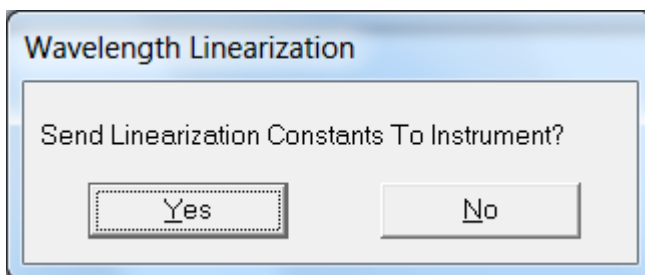 Wavelength Linearization
Send Linearization Constants To Instrument?
Yes No